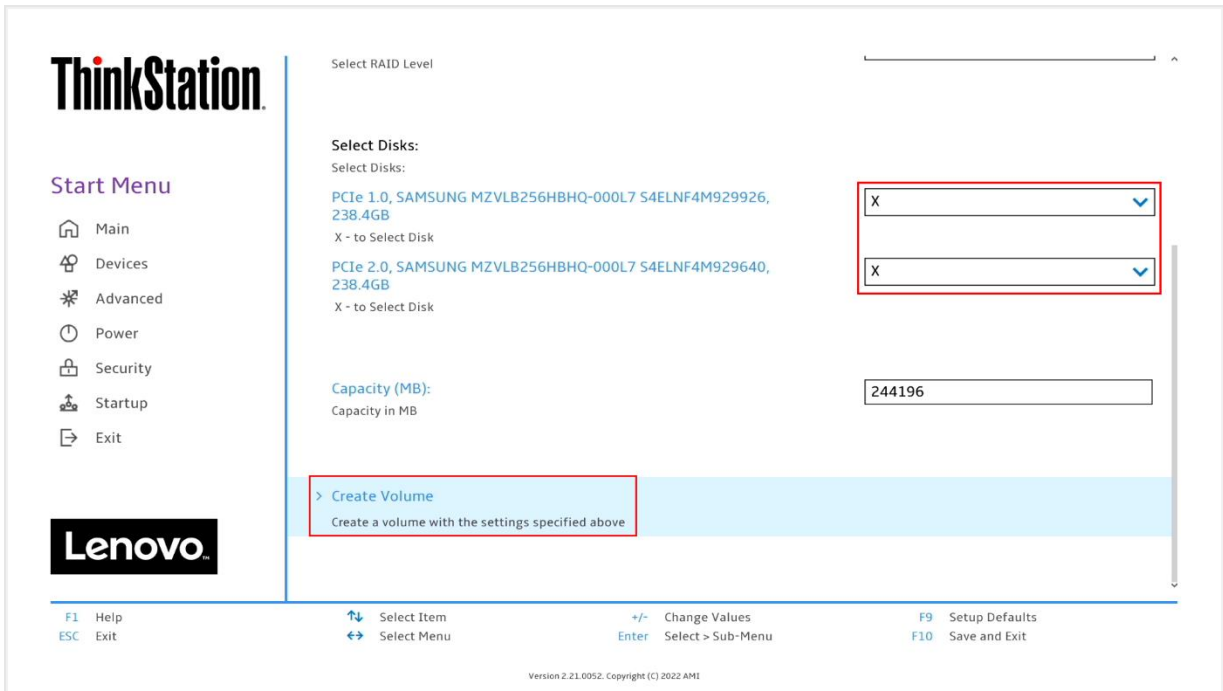 ThinkStation
Select RAID Level
Select Disks:
Select Disks:
Start Menu
PCIe 1.0, SAMSUNG MZVLB256HBHQ-000L7 S4ELNF4M929926,
238.4GB
X
X - to Select Disk
Main
Devices
PCIe 2.0, SAMSUNG MZVLB256HBHQ-000L7 S4ELNF4M929640,
238.4GB
X
X - to Select Disk
Advanced
Power
Security
Startup
Exit
Capacity (MB):
244196
Capacity in MB
> Create Volume
Create a volume with the settings specified above
Lenovo™
F1 Help
↑↓ Select Item
+/- Change Values
F9 Setup Defaults
ESC Exit
←→ Select Menu
Enter Select > Sub-Menu
F10 Save and Exit
Version 2.21.0052. Copyright (C) 2022 AMI